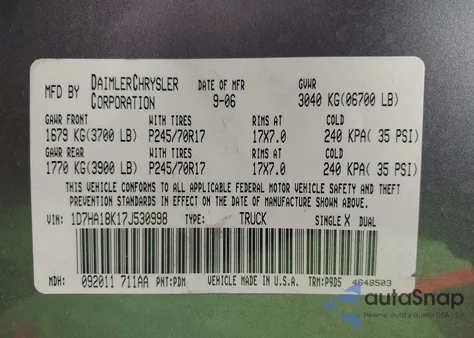 MFD BY DAIMLERCHRYSLER CORPORATION DATE OF MFR 9-06 GVWR 3040 KG(06700 LB)
GAWR FRONT WITH TIRES RIMS AT COLD
1679 KG(3700 LB) P245/70R17 17X7.0 240 KPA( 35 PSI)
GAWR REAR WITH TIRES RIMS AT COLD
1770 KG(3900 LB) P245/70R17 17X7.0 240 KPA( 35 PSI)
THIS VEHICLE CONFORMS TO ALL APPLICABLE FEDERAL MOTOR VEHICLE SAFETY AND THEFT
PREVENTION STANDARDS IN EFFECT ON THE DATE OF MANUFACTURE SHOWN ABOVE.
VIN: 1D7HA18K17J530998 TYPE: TRUCK SINGLE X DUAL
MDH: 092011 711AA PNT:PDM VEHICLE MADE IN U.S.A. TRM:P9D5 4648503
autoSnap